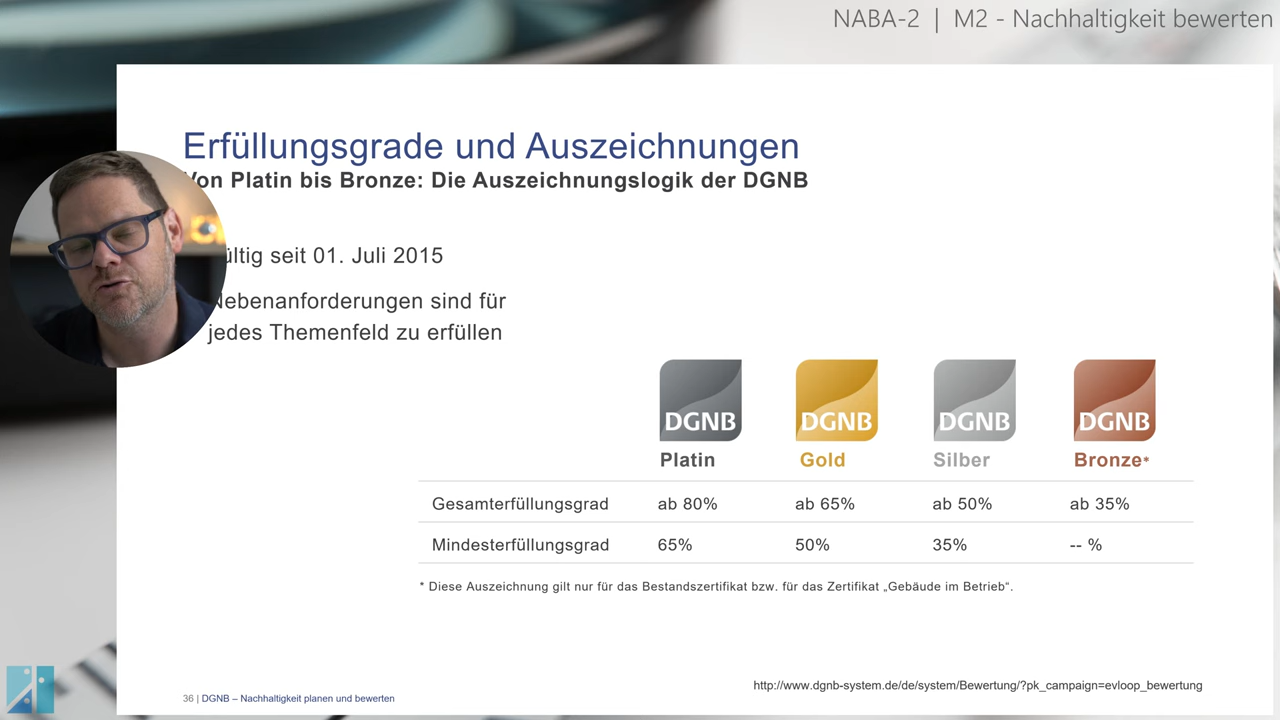 NABA-2 | M2 - Nachhaltigkeit bewerten
Erfüllungsgrade und Auszeichnungen
Von Platin bis Bronze: Die Auszeichnungslogik der DGNB
seit 01. Juli 2015
Nebenanforderungen sind für
jedes Themenfeld zu erfüllen
DGNB DGNB DGNB DGNB
Platin Gold Silber Bronze*
Gesamterfüllungsgrad ab 80% ab 65% ab 50% ab 35%
Mindesterfüllungsgrad 65% 50% 35% -- %
* Diese Auszeichnung gilt nur für das Bestandszertifikat bzw. für das Zertifikat „Gebäude im Betrieb“.
http://www.dgnb-system.de/de/system/Bewertung/?pk_campaign=evloop_bewertung
36 | DGNB – Nachhaltigkeit planen und bewerten